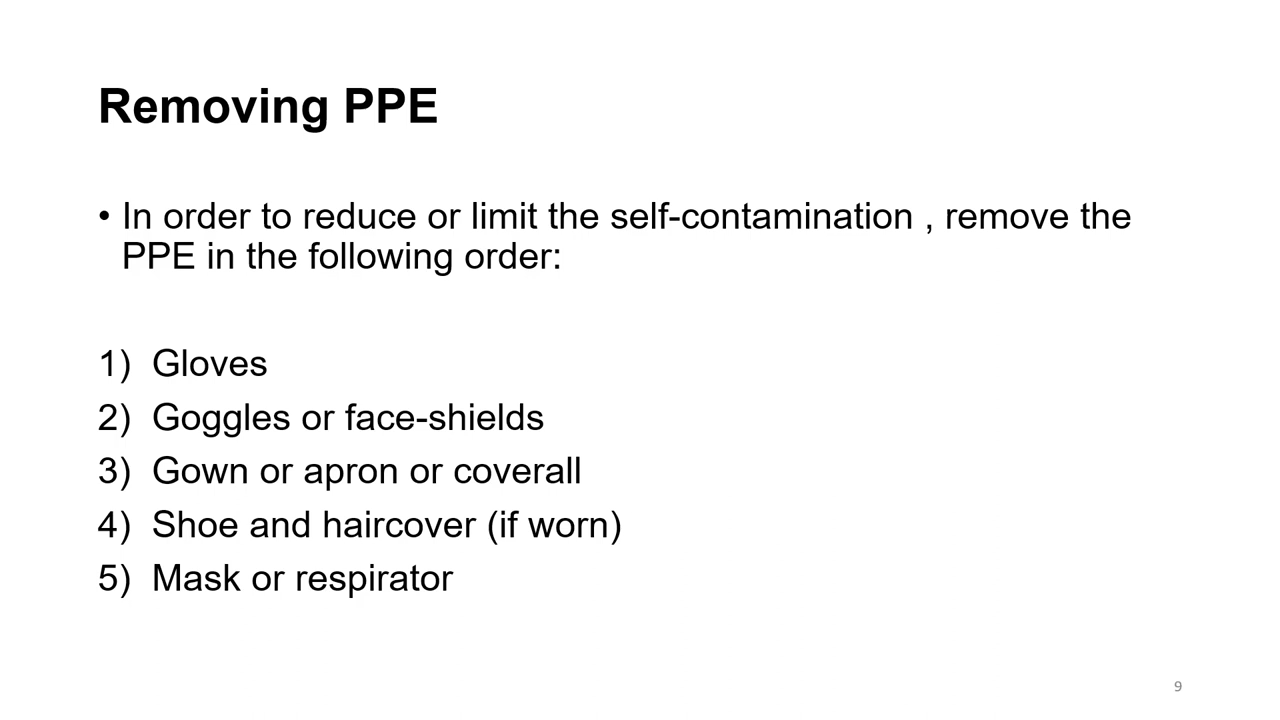 Removing PPE
• In order to reduce or limit the self-contamination , remove the
PPE in the following order:
1) Gloves
2) Goggles or face-shields
3) Gown or apron or coverall
4) Shoe and haircover (if worn)
5) Mask or respirator
9